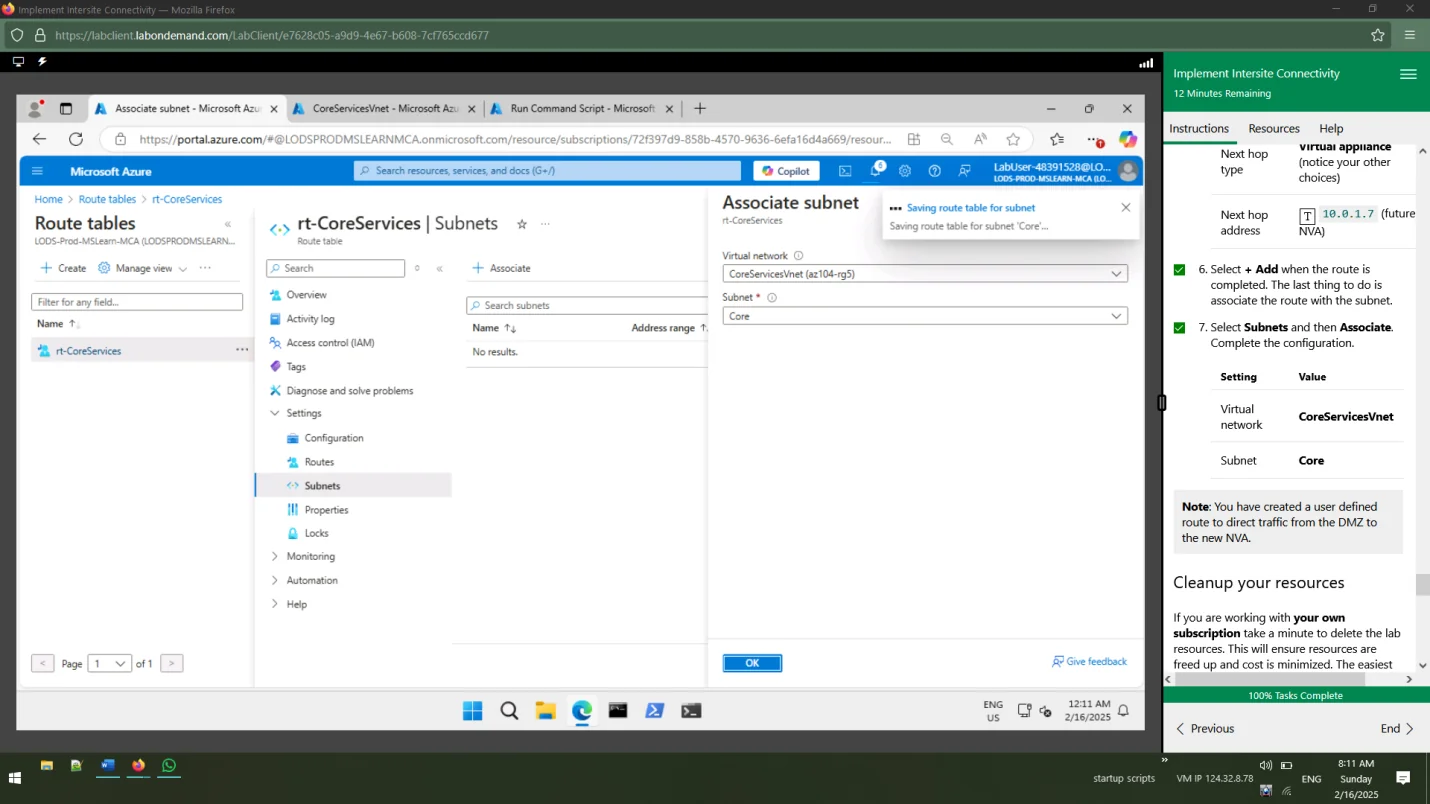 Implement Intersite Connectivity — Mozilla Firefox
https://labclient.labondemand.com/LabClient/e7628c05-a9d9-4e67-b608-7cf765ccd677
Associate subnet - Microsoft Azu
CoreServicesVnet - Microsoft Azu
Run Command Script - Microsoft
https://portal.azure.com/#@LODSPRODMSLEARNMCA.onmicrosoft.com/resource/subscriptions/72f397d9-858b-4570-9636-6efa16d4a669/resour...
Microsoft Azure
Search resources, services, and docs (G+/)
Copilot
6
LabUser-48391528@LO...
LODS-PROD-MSLEARN-MCA (LO...
Home > Route tables > rt-CoreServices
Route tables
LODS-Prod-MSLearn-MCA (LODSPRODMSLEARN...
Create
Manage view
Filter for any field...
Name
rt-CoreServices
Page 1 of 1
rt-CoreServices | Subnets
Route table
Search
Overview
Activity log
Access control (IAM)
Tags
Diagnose and solve problems
Settings
Configuration
Routes
Subnets
Properties
Locks
Monitoring
Automation
Help
Associate
Search subnets
Name
Address range
No results.
Associate subnet
rt-CoreServices
Saving route table for subnet
Saving route table for subnet 'Core'...
Virtual network
CoreServicesVnet (az104-rg5)
Subnet *
Core
OK
Give feedback
ENG
US
12:11 AM
2/16/2025
Implement Intersite Connectivity
12 Minutes Remaining
Instructions
Resources
Help
Next hop type
Virtual appliance
(notice your other
choices)
Next hop address
T 10.0.1.7 (future
NVA)
6. Select + Add when the route is
completed. The last thing to do is
associate the route with the subnet.
7. Select Subnets and then Associate.
Complete the configuration.
Setting Value
Virtual network
CoreServicesVnet
Subnet Core
Note: You have created a user defined
route to direct traffic from the DMZ to
the new NVA.
Cleanup your resources
If you are working with your own
subscription take a minute to delete the lab
resources. This will ensure resources are
freed up and cost is minimized. The easiest
100% Tasks Complete
Previous
End
startup scripts
VM IP 124.32.8.78
ENG
8:11 AM
Sunday
2/16/2025